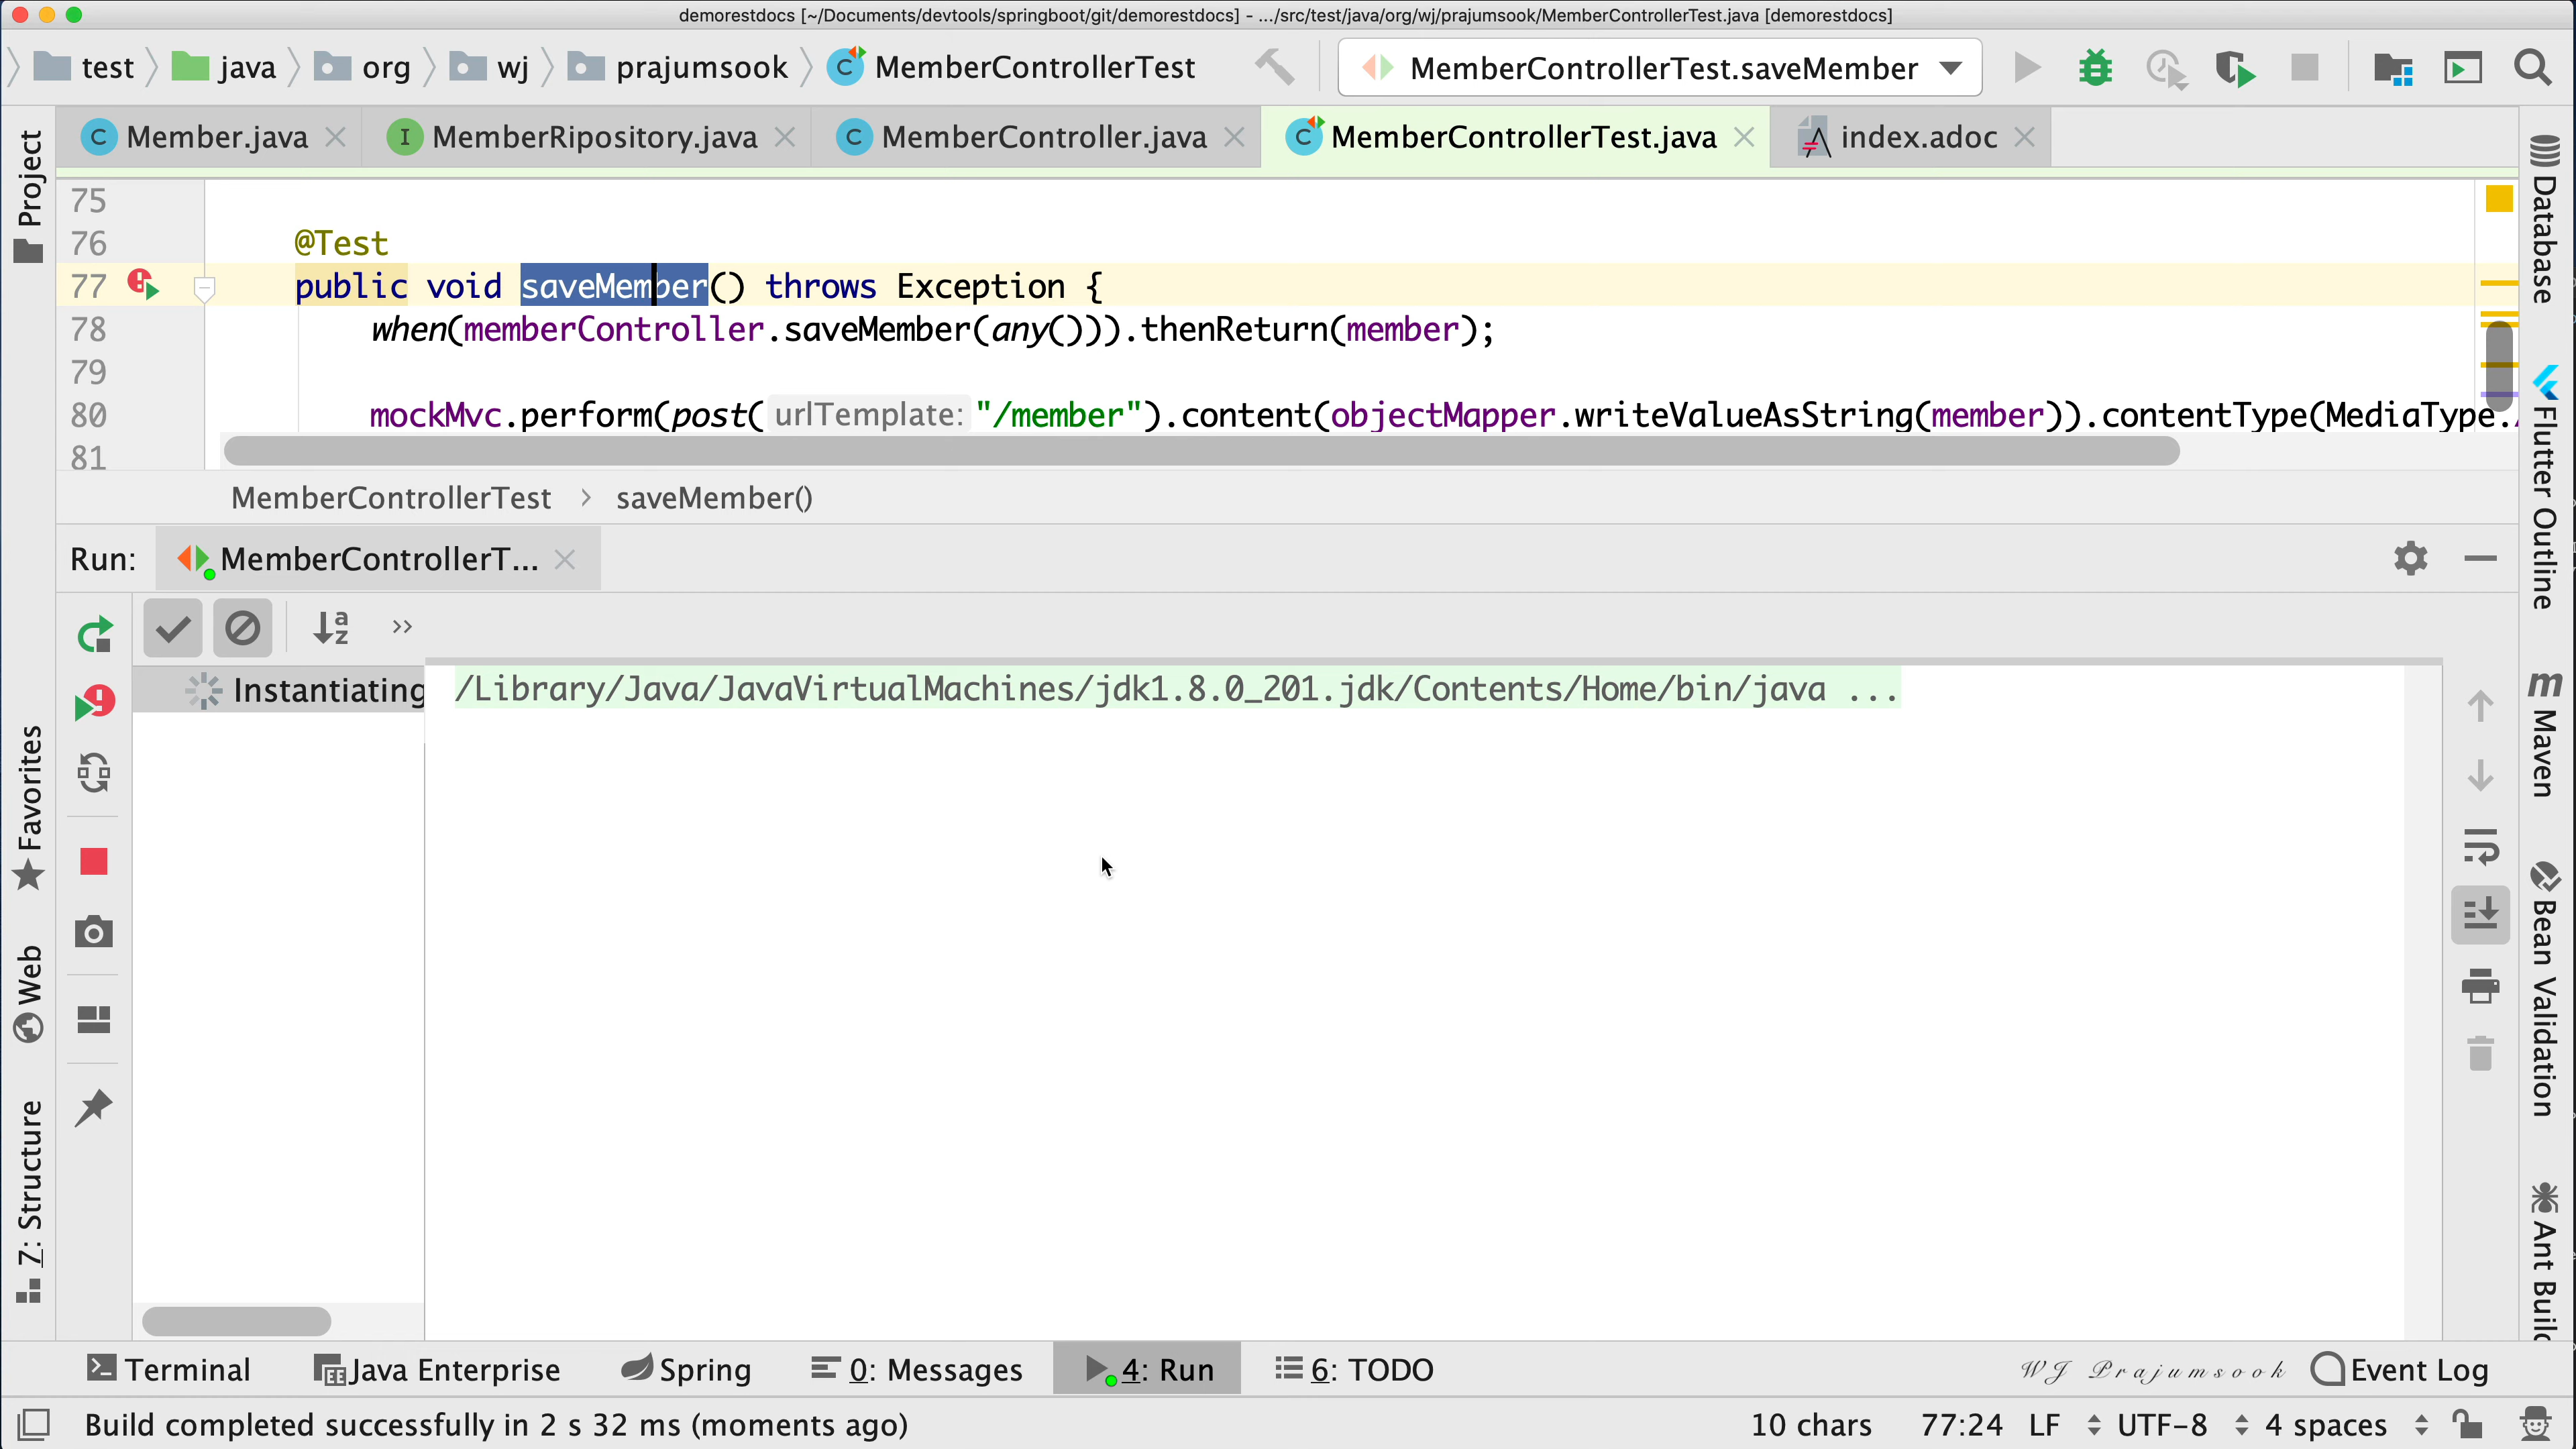 demorestdocs [~/Documents/devtools/springboot/git/demorestdocs] - .../src/test/java/org/wj/prajumsook/MemberControllerTest.java [demorestdocs]
test java org wj prajumsook MemberControllerTest MemberControllerTest.saveMember
Member.java MemberRipository.java MemberController.java MemberControllerTest.java index.adoc
75
76 @Test
77 public void saveMember() throws Exception {
78 when(memberController.saveMember(any())).thenReturn(member);
79
80 mockMvc.perform(post( urlTemplate: "/member").content(objectMapper.writeValueAsString(member)).contentType(MediaType.
81
MemberControllerTest › saveMember()
Run: MemberControllerT...
Instantiating
/Library/Java/JavaVirtualMachines/jdk1.8.0_201.jdk/Contents/Home/bin/java ...
Project
Favorites
Web
Z: Structure
Database
Flutter Outline
Maven
Bean Validation
Ant Build
Terminal Java Enterprise Spring 0: Messages 4: Run 6: TODO WJ Prajumsook Event Log
Build completed successfully in 2 s 32 ms (moments ago) 10 chars 77:24 LF UTF-8 4 spaces